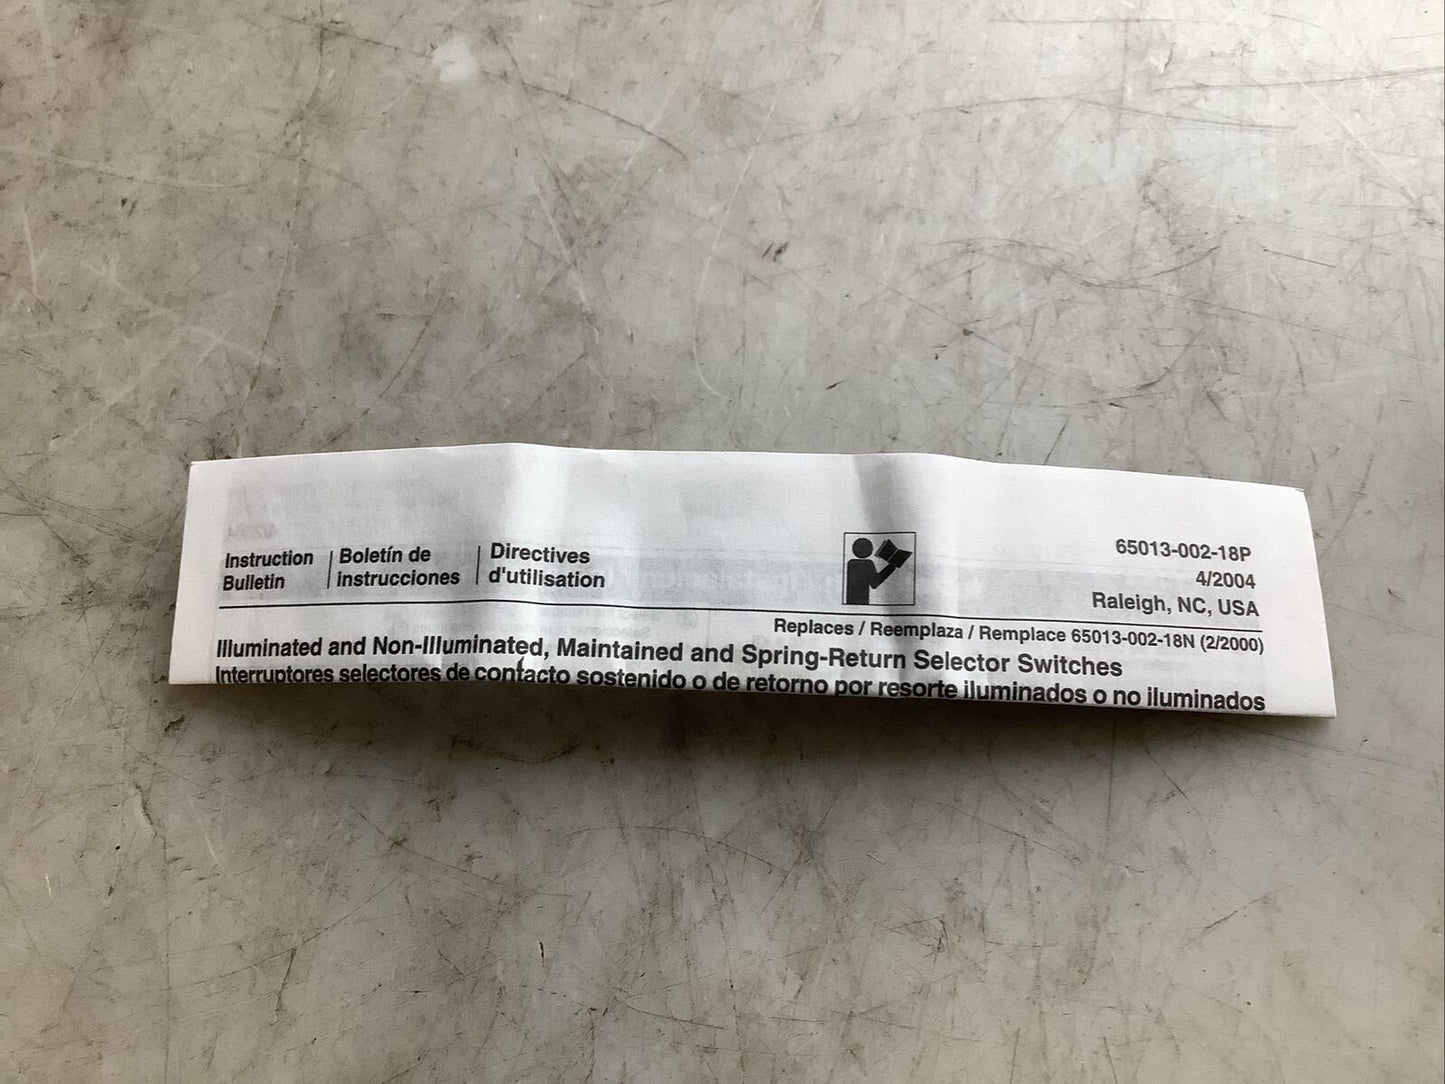 Instruction Bulletin
Boletín de instrucciones
Directives d'utilisation
65013-002-18P
4/2004
Raleigh, NC, USA
Replaces / Reemplaza / Remplace 65013-002-18N (2/2000)
Illuminated and Non-Illuminated, Maintained and Spring-Return Selector Switches
Interruptores selectores de contacto sostenido o de retorno por resorte iluminados o no iluminados